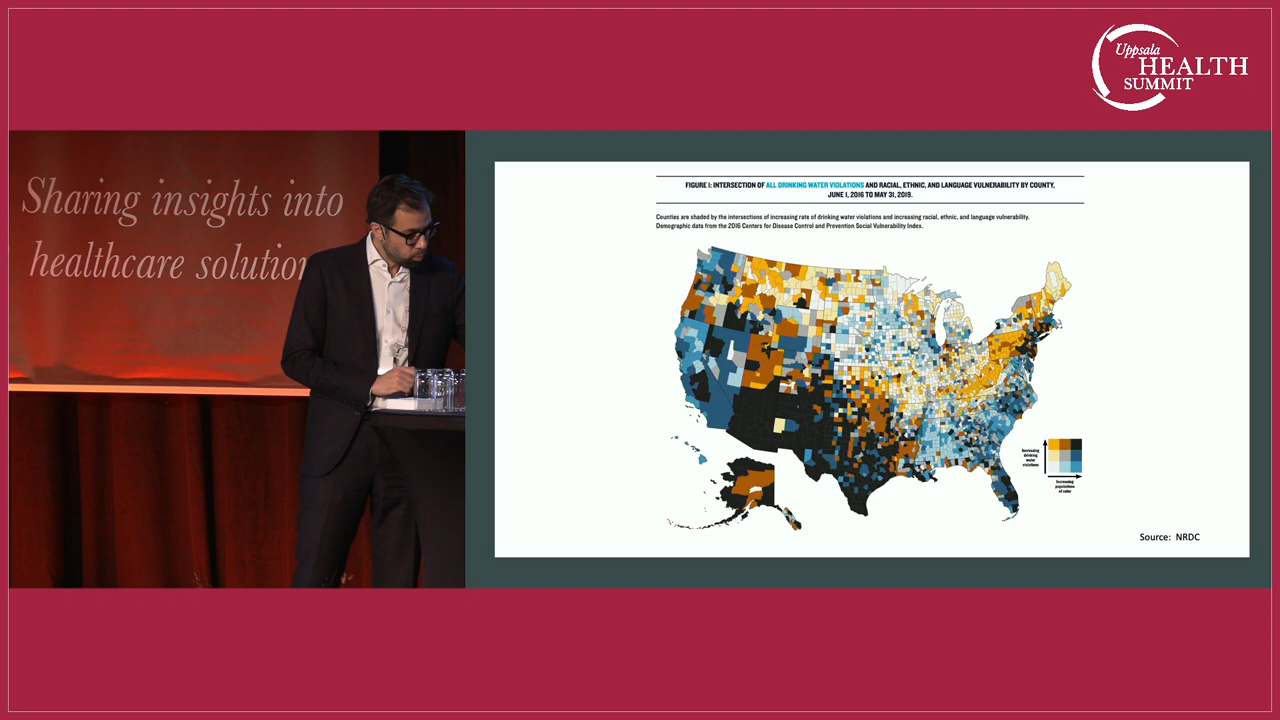 Uppsala
HEALTH
SUMMIT
Sharing insights into
healthcare solution
FIGURE 1: INTERSECTION OF ALL DRINKING WATER VIOLATIONS AND RACIAL, ETHNIC, AND LANGUAGE VULNERABILITY BY COUNTY,
JUNE 1, 2016 TO MAY 31, 2019.
Counties are shaded by the intersections of increasing rate of drinking water violations and increasing racial, ethnic, and language vulnerability.
Demographic data from the 2016 Centers for Disease Control and Prevention Social Vulnerability Index.
Increasing
drinking
water
violations
Increasing
populations
of color
Source: NRDC